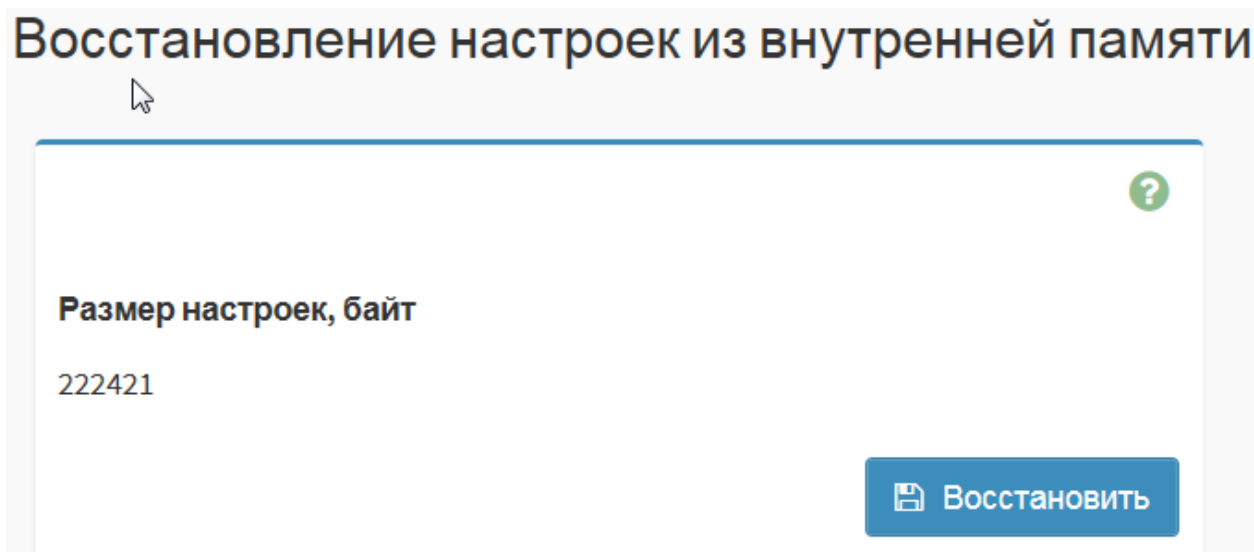 Восстановление настроек из внутренней памяти
?
Размер настроек, байт
222421
Восстановить